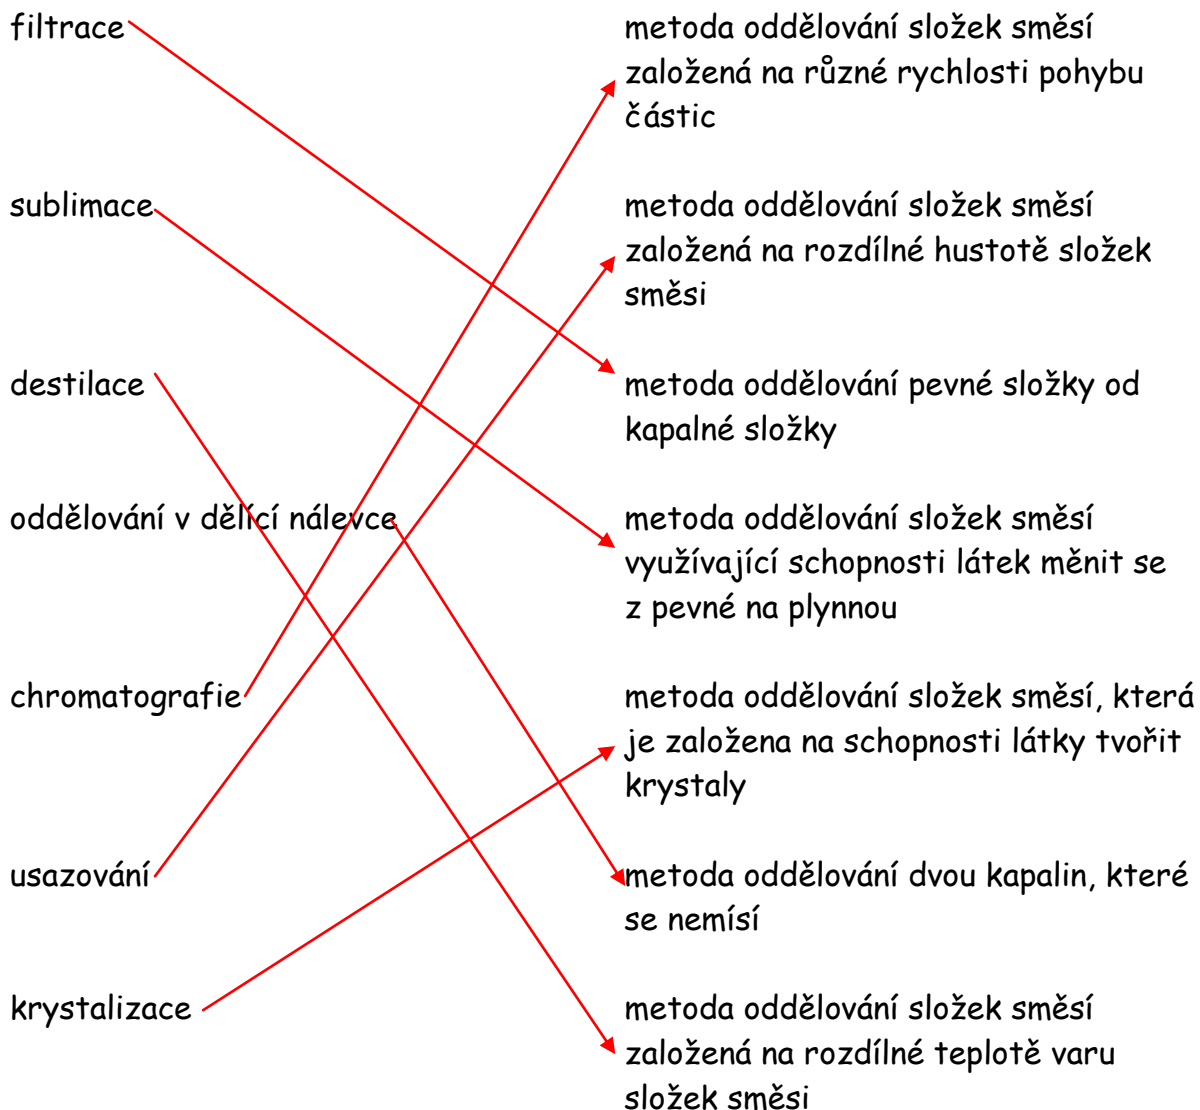 filtrace
metoda oddělování složek směsí
založená na různé rychlosti pohybu
částic
sublimace
metoda oddělování složek směsí
založená na rozdílné hustotě složek
směsi
destilace
metoda oddělování pevné složky od
kapalné složky
oddělování v dělící nálevce
metoda oddělování složek směsí
využívající schopnosti látek měnit se
z pevné na plynnou
chromatografie
metoda oddělování složek směsí, která
je založena na schopnosti látky tvořit
krystaly
usazování
metoda oddělování dvou kapalin, které
se nemísí
krystalizace
metoda oddělování složek směsí
založená na rozdílné teplotě varu
složek směsi